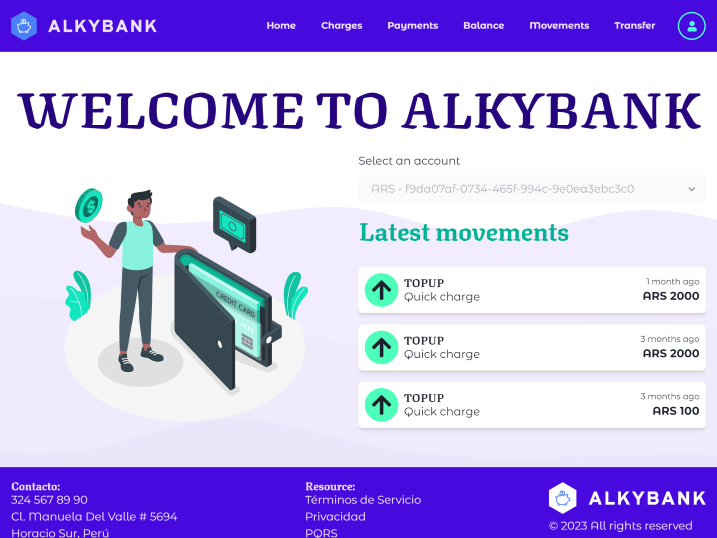 ALKYBANK
Home Charges Payments Balance Movements Transfer
WELCOME TO ALKYBANK
Select an account
ARS - f9da07af-0734-465f-994c-9e0ea3ebc3c0
Latest movements
TOPUP
Quick charge
1 month ago
ARS 2000
TOPUP
Quick charge
3 months ago
ARS 2000
TOPUP
Quick charge
3 months ago
ARS 100
CREDIT CARD
Contacto:
324 567 89 90
Cl. Manuela Del Valle # 5694
Horacio Sur, Perú
Resource:
Términos de Servicio
Privacidad
PQRS
ALKYBANK
© 2023 All rights reserved